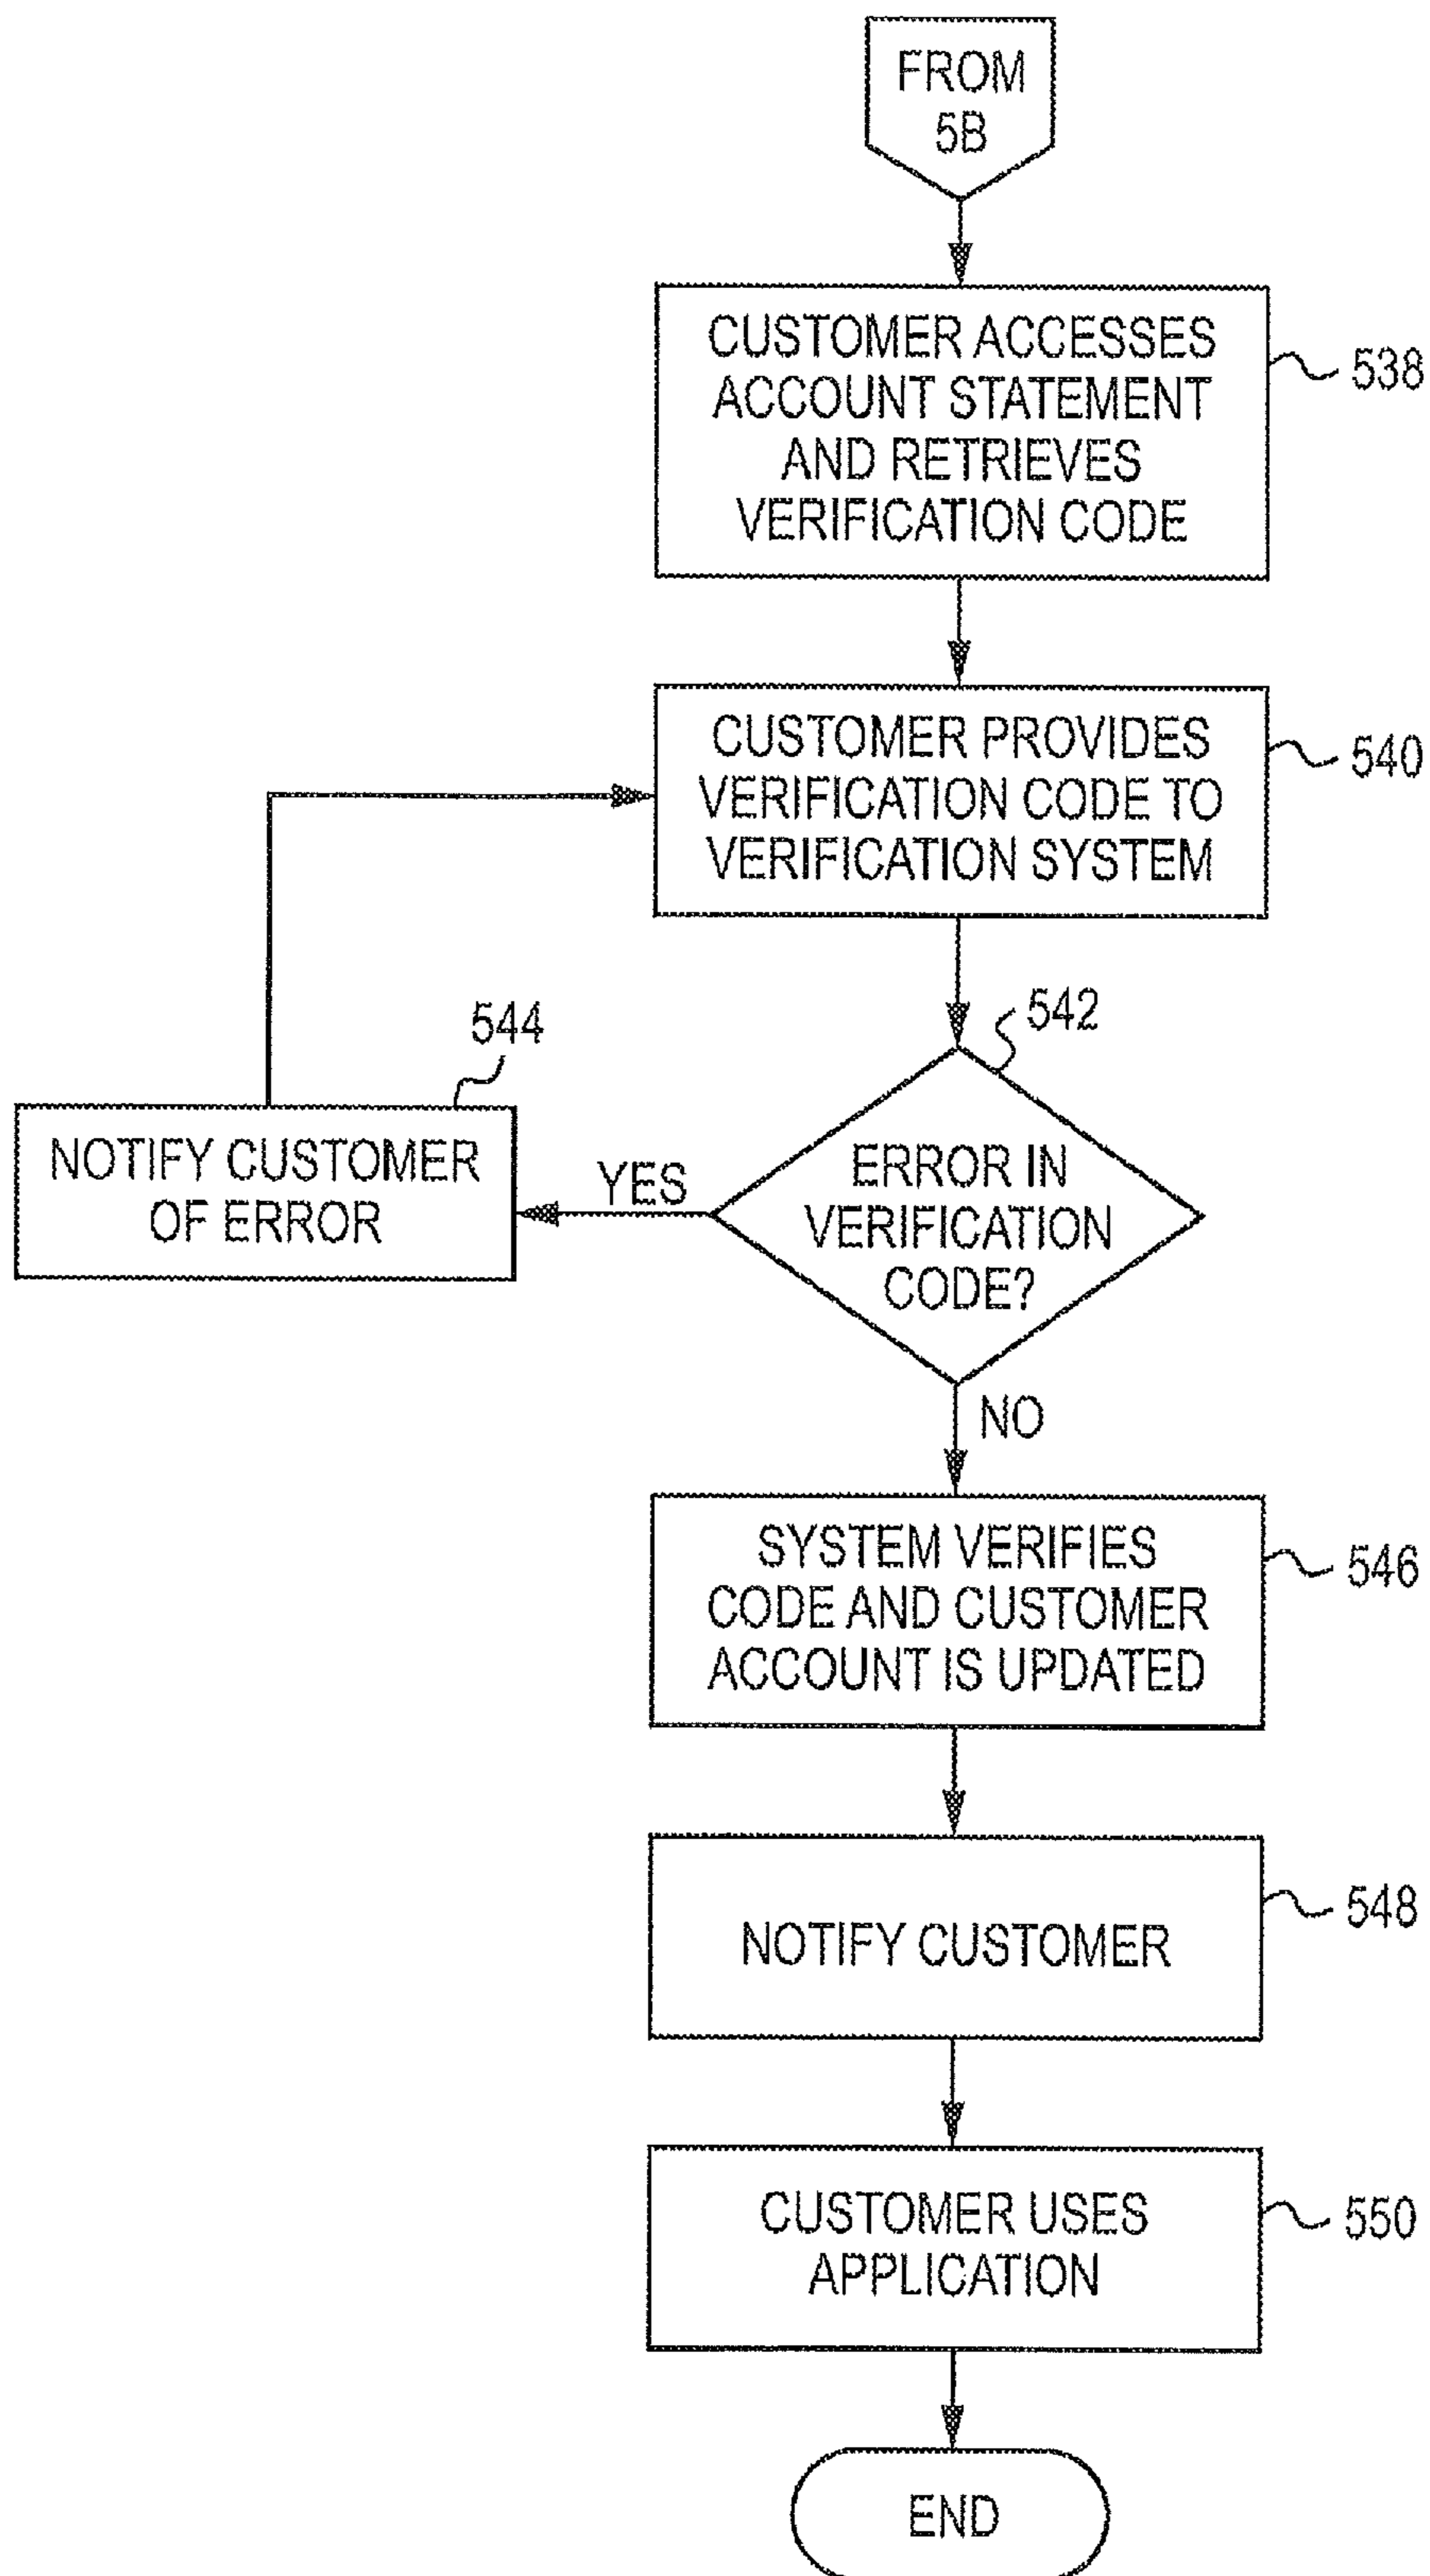 FROM
5B
CUSTOMER ACCESSES
ACCOUNT STATEMENT
AND RETRIEVES
VERIFICATION CODE
538
CUSTOMER PROVIDES
VERIFICATION CODE TO
VERIFICATION SYSTEM
540
542
ERROR IN
VERIFICATION
CODE?
YES
544
NOTIFY CUSTOMER
OF ERROR
NO
SYSTEM VERIFIES
CODE AND CUSTOMER
ACCOUNT IS UPDATED
546
NOTIFY CUSTOMER
548
CUSTOMER USES
APPLICATION
550
END